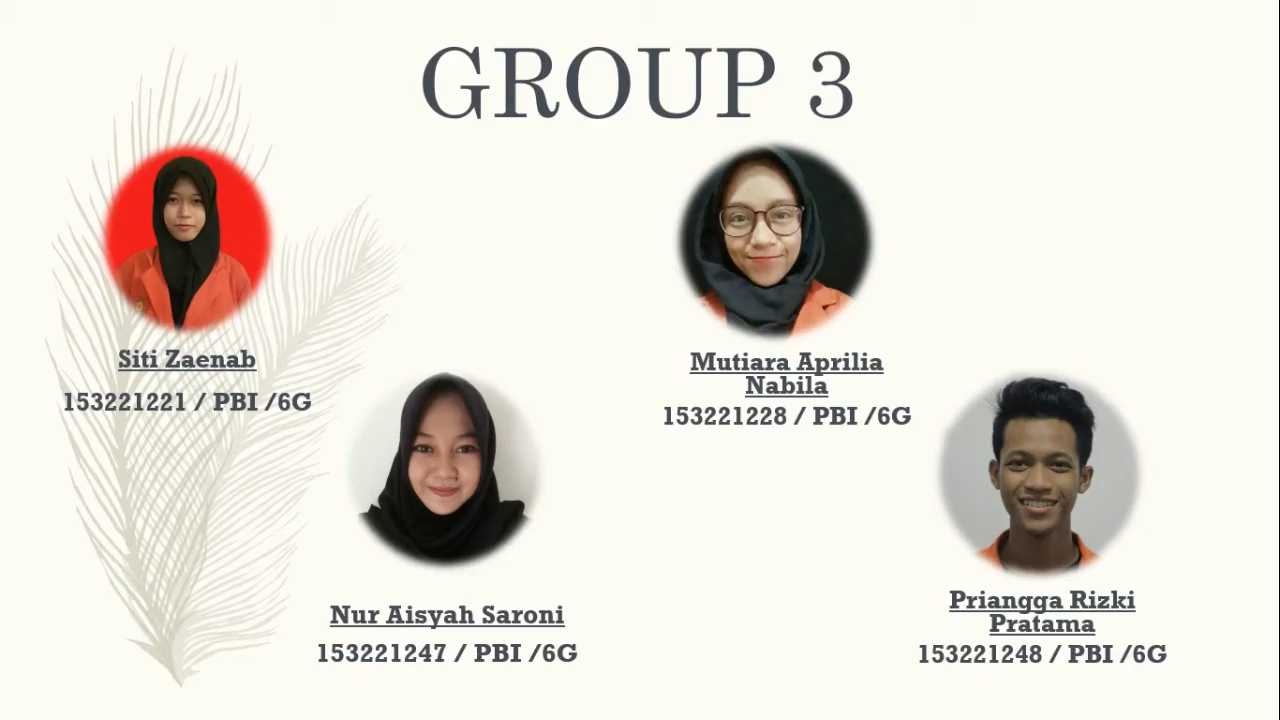 GROUP 3
Siti Zaenab
153221221 / PBI /6G
Mutiara Aprilia
Nabila
153221228 / PBI /6G
Nur Aisyah Saroni
153221247 / PBI /6G
Priangga Rizki
Pratama
153221248 / PBI /6G